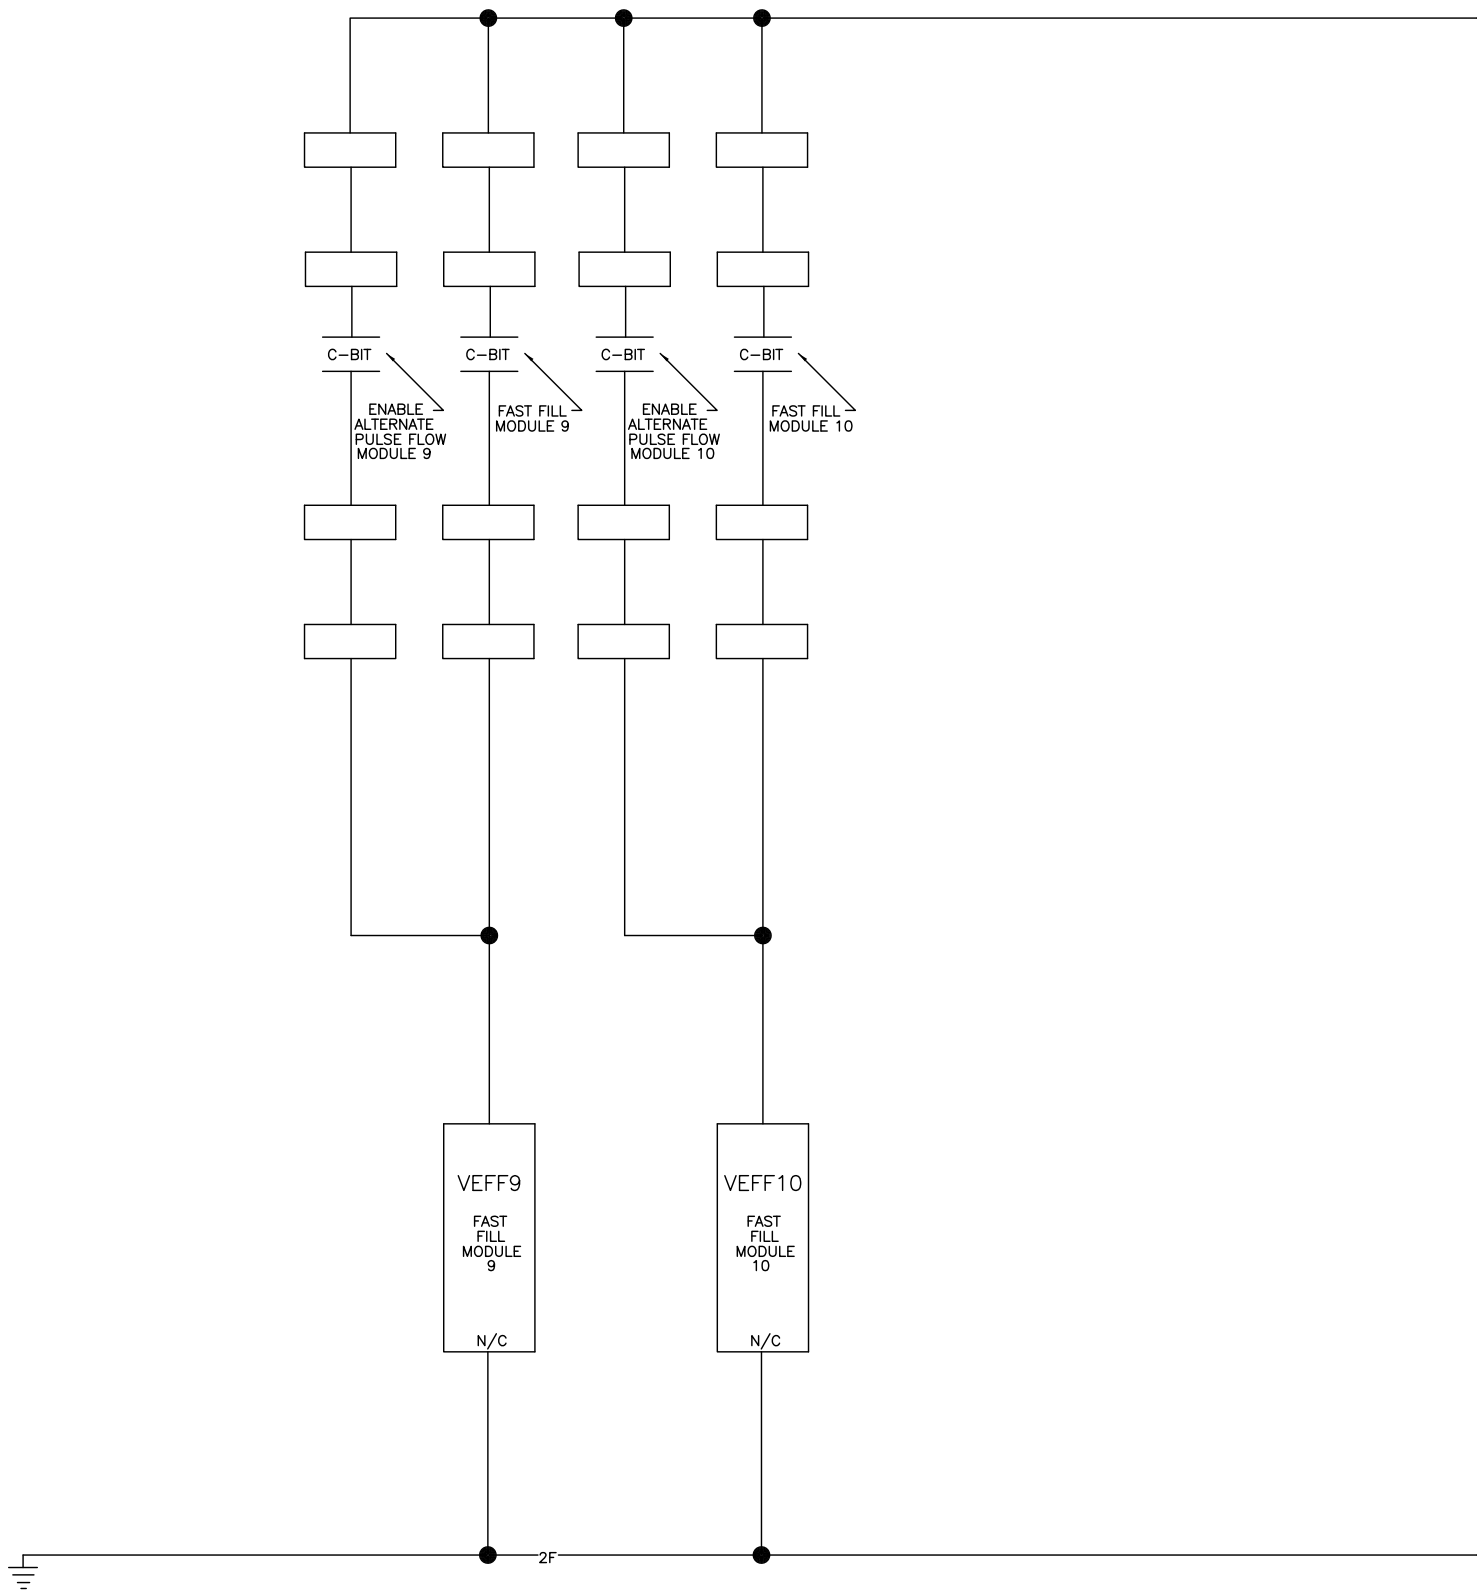 C-BIT
C-BIT
C-BIT
C-BIT
ENABLE
ALTERNATE
PULSE FLOW
MODULE 9
FAST FILL
MODULE 9
ENABLE
ALTERNATE
PULSE FLOW
MODULE 10
FAST FILL
MODULE 10
VEFF9
FAST
FILL
MODULE
9
N/C
VEFF10
FAST
FILL
MODULE
10
N/C
2F